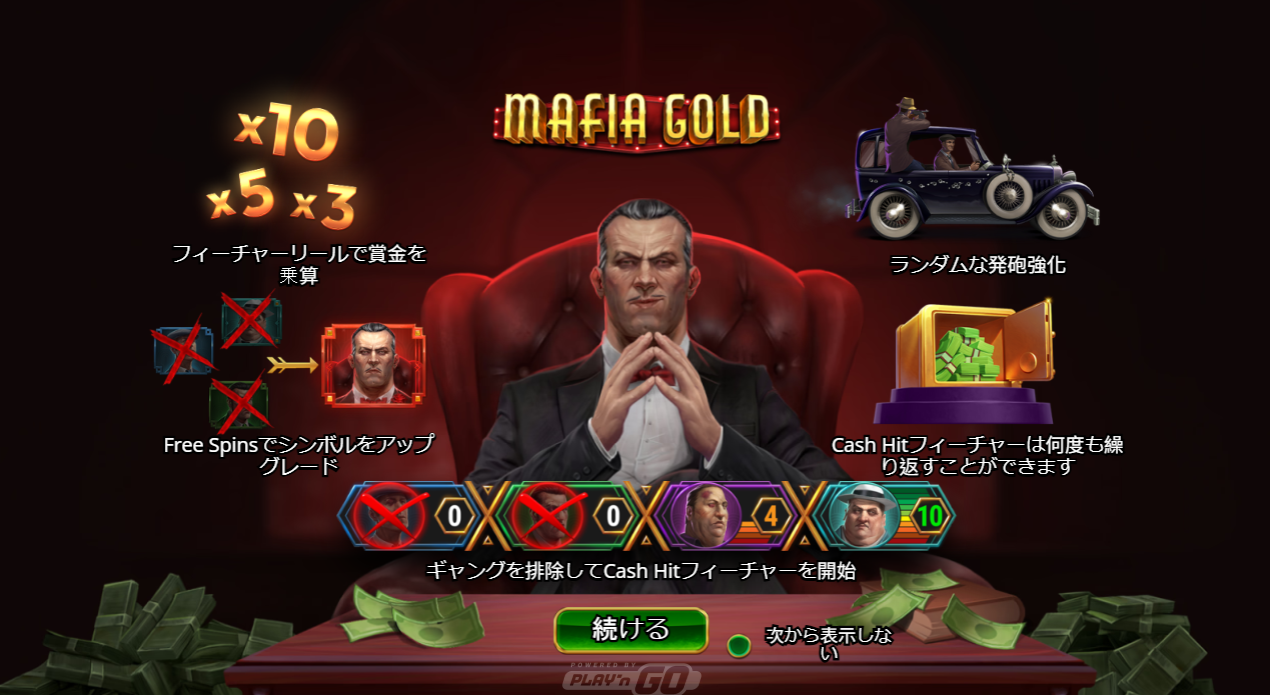 MAFIA GOLD
x10
x5 x3
フィーチャーリールで賞金を
乗算
ランダムな発砲強化
Free Spinsでシンボルをアップ
グレード
Cash Hitフィーチャーは何度も繰
り返すことができます
0 0 4 10
ギャングを排除してCash Hitフィーチャーを開始
続ける
次から表示しな
い
POWERED BY
PLAY'n GO